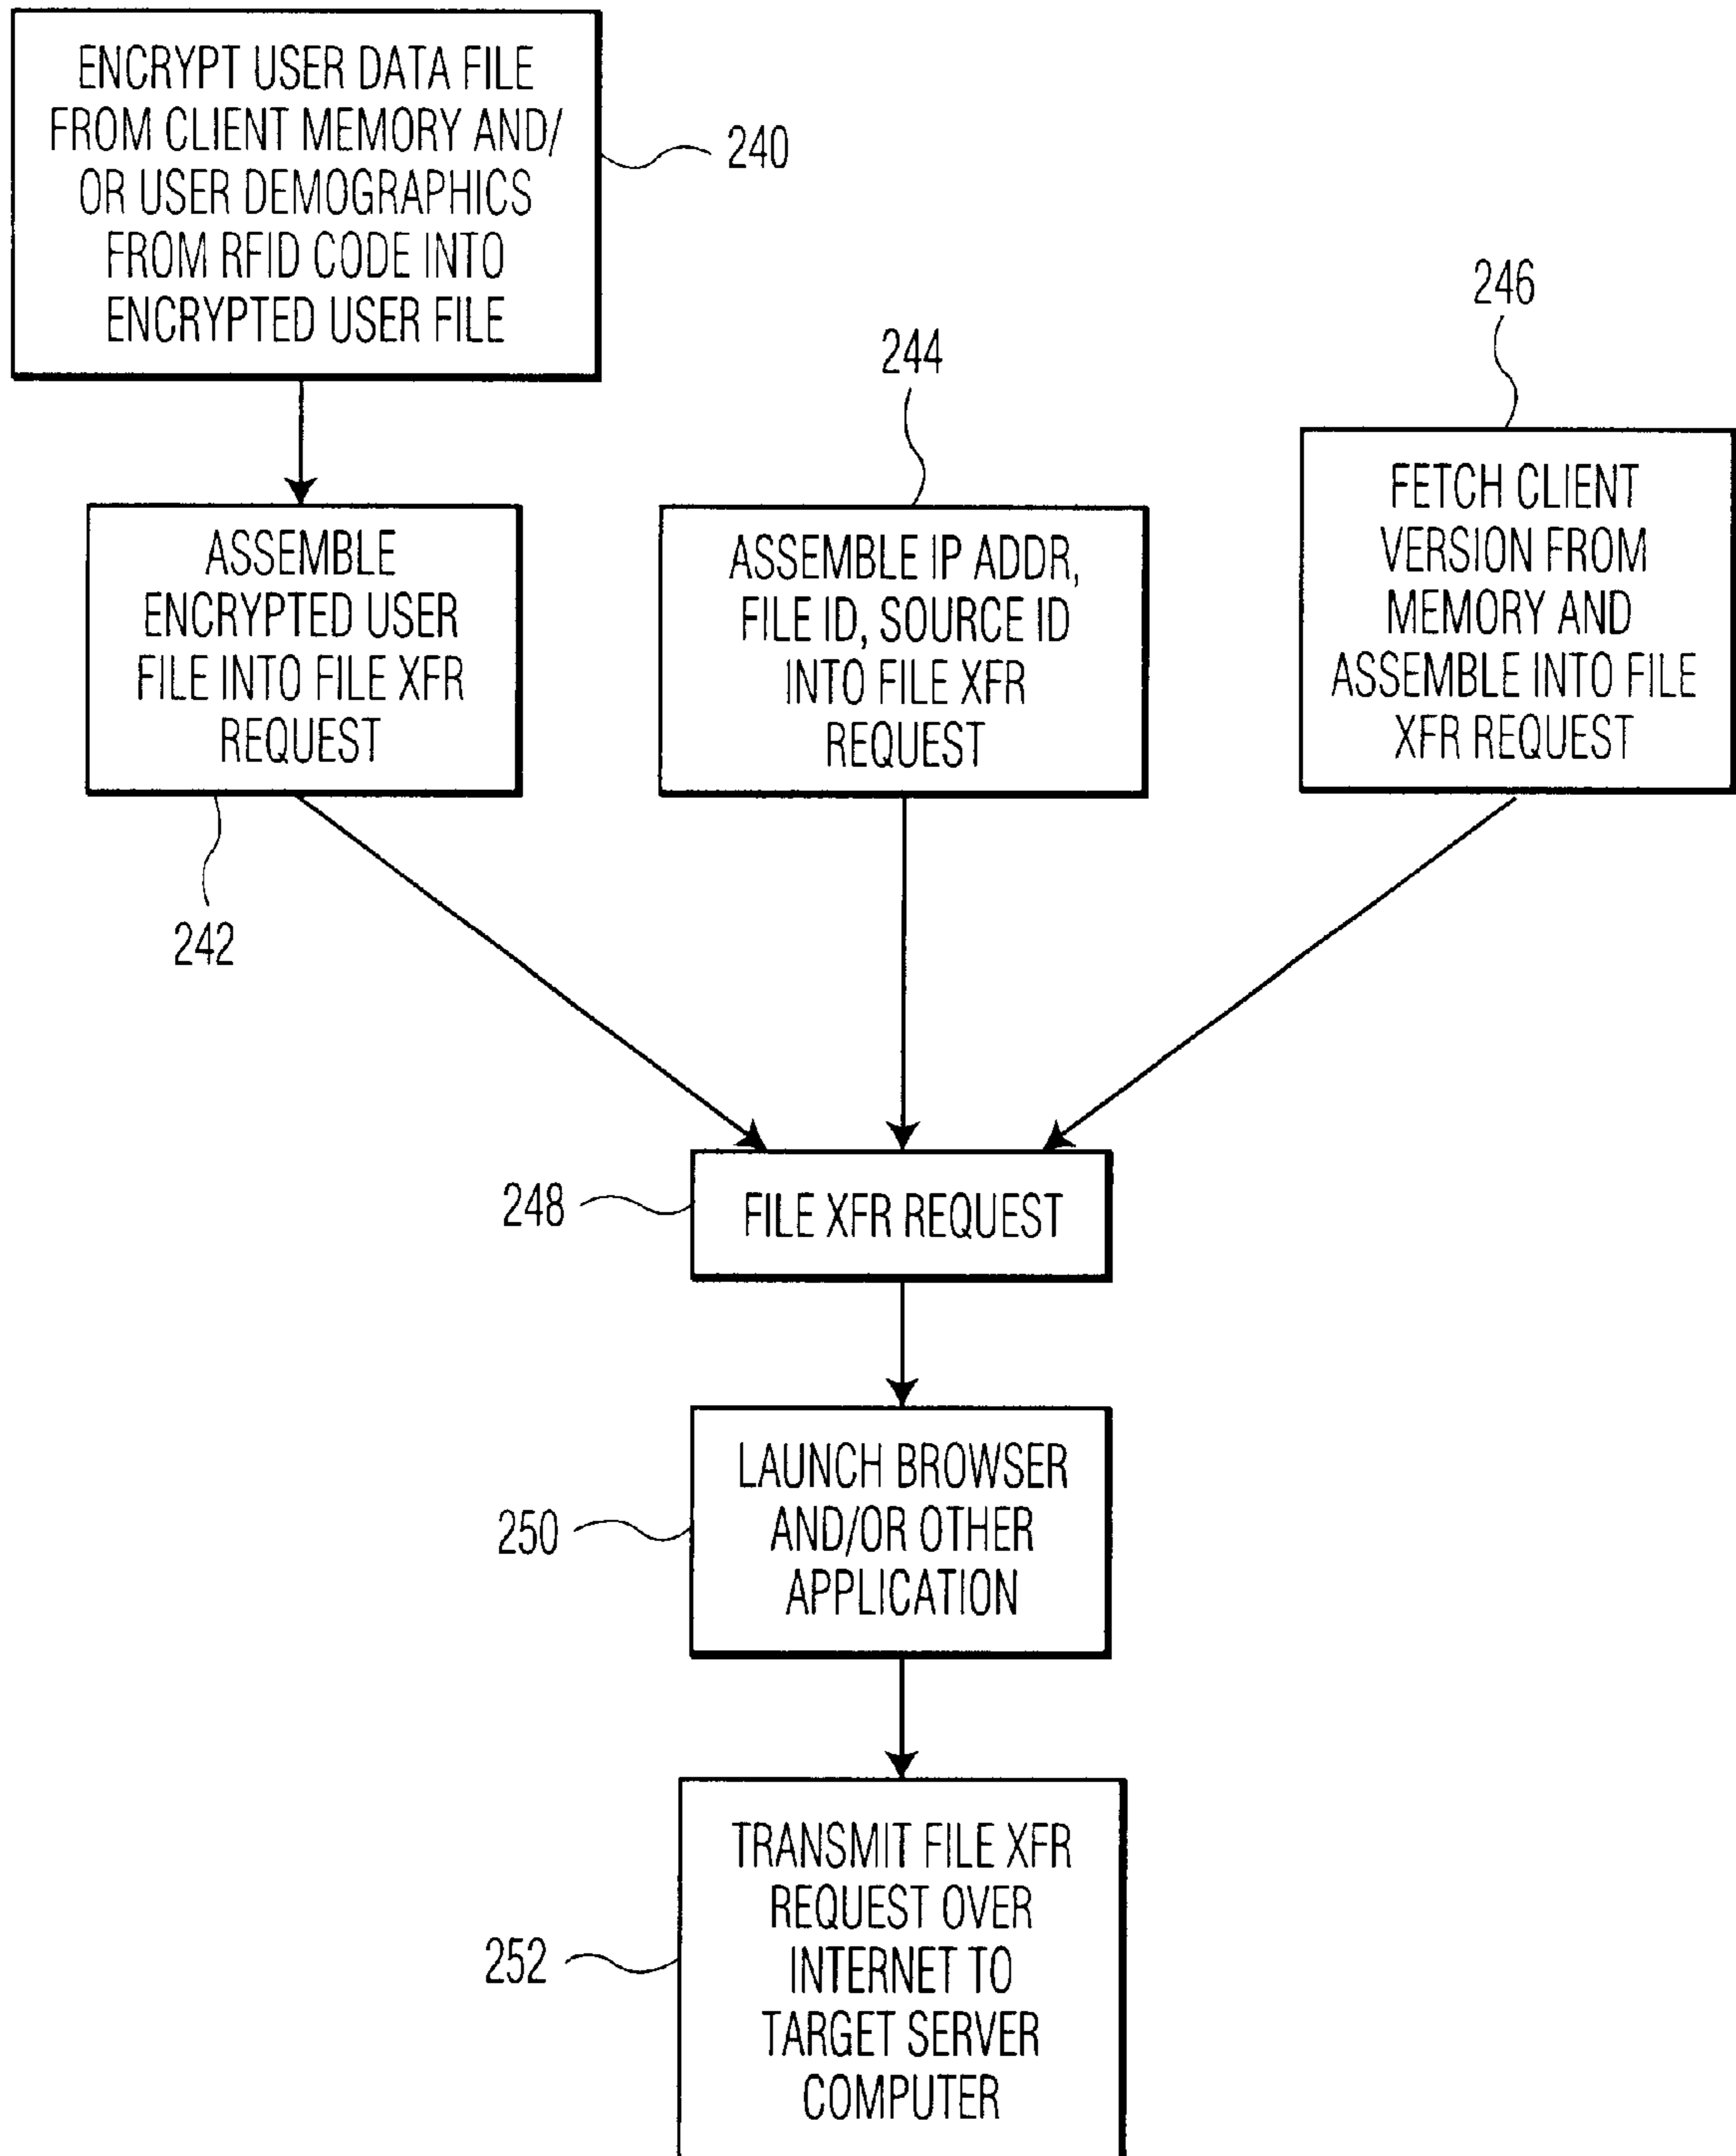 ENCRYPT USER DATA FILE
FROM CLIENT MEMORY AND/
OR USER DEMOGRAPHICS
FROM RFID CODE INTO
ENCRYPTED USER FILE
240
ASSEMBLE
ENCRYPTED USER
FILE INTO FILE XFR
REQUEST
242
244
ASSEMBLE IP ADDR,
FILE ID, SOURCE ID
INTO FILE XFR
REQUEST
246
FETCH CLIENT
VERSION FROM
MEMORY AND
ASSEMBLE INTO FILE
XFR REQUEST
248
FILE XFR REQUEST
250
LAUNCH BROWSER
AND/OR OTHER
APPLICATION
252
TRANSMIT FILE XFR
REQUEST OVER
INTERNET TO
TARGET SERVER
COMPUTER